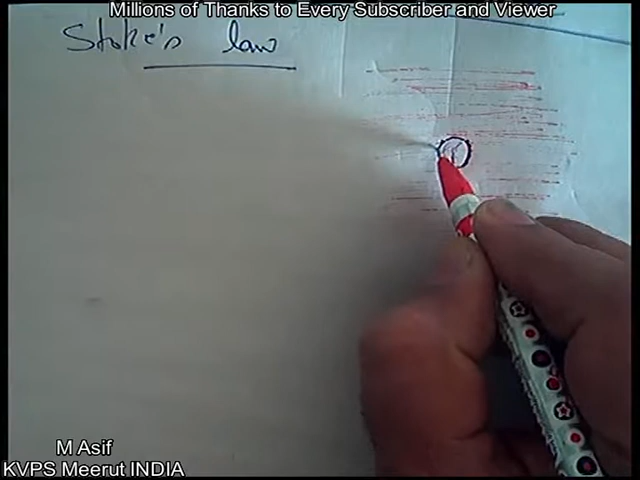 Millions of Thanks to Every Subscriber and Viewer
Stoke's law
M Asif
KVPS Meerut INDIA